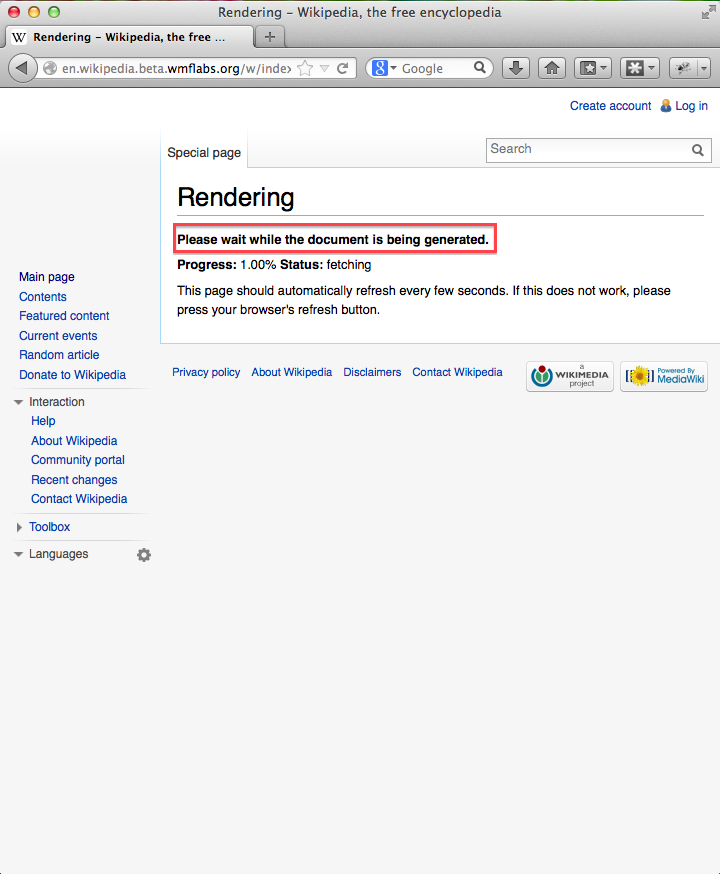 Rendering – Wikipedia, the free encyclopedia
W Rendering – Wikipedia, the free ...
en.wikipedia.beta.wmflabs.org/w/index
Google
Create account Log in
Special page
Search
Rendering
Please wait while the document is being generated.
Progress: 1.00% Status: fetching
This page should automatically refresh every few seconds. If this does not work, please
press your browser's refresh button.
Main page
Contents
Featured content
Current events
Random article
Donate to Wikipedia
Interaction
Help
About Wikipedia
Community portal
Recent changes
Contact Wikipedia
Toolbox
Languages
Privacy policy About Wikipedia Disclaimers Contact Wikipedia
a
WIKIMEDIA
project
Powered By
MediaWiki